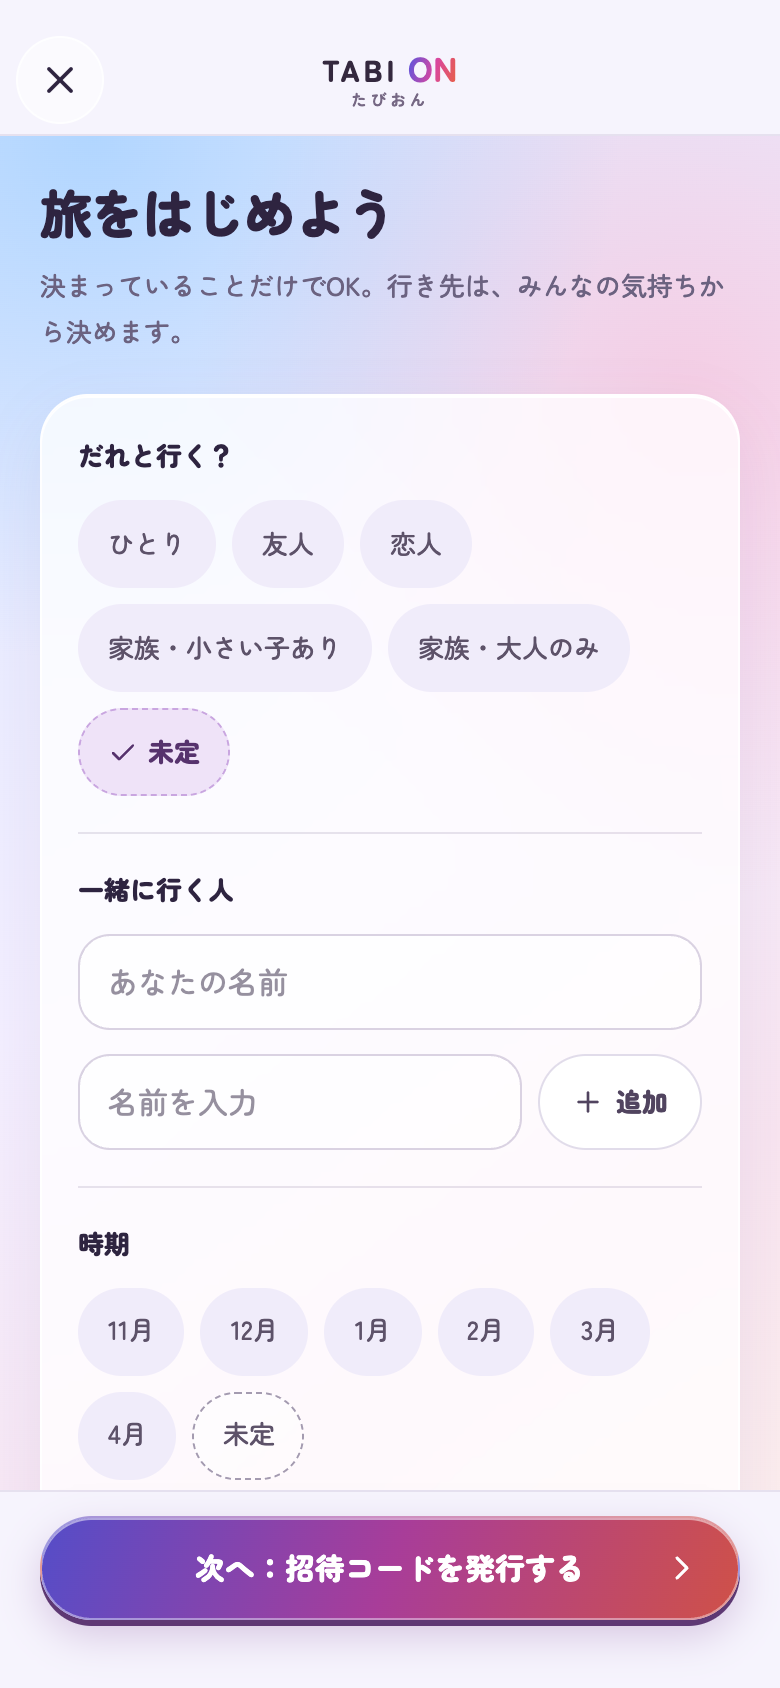 TABI ON
たびおん
旅をはじめよう
決まっていることだけでOK。行き先は、みんなの気持ちか
ら決めます。
だれと行く？
ひとり
友人
恋人
家族・小さい子あり
家族・大人のみ
未定
一緒に行く人
あなたの名前
名前を入力
追加
時期
11月
12月
1月
2月
3月
4月
未定
次へ：招待コードを発行する